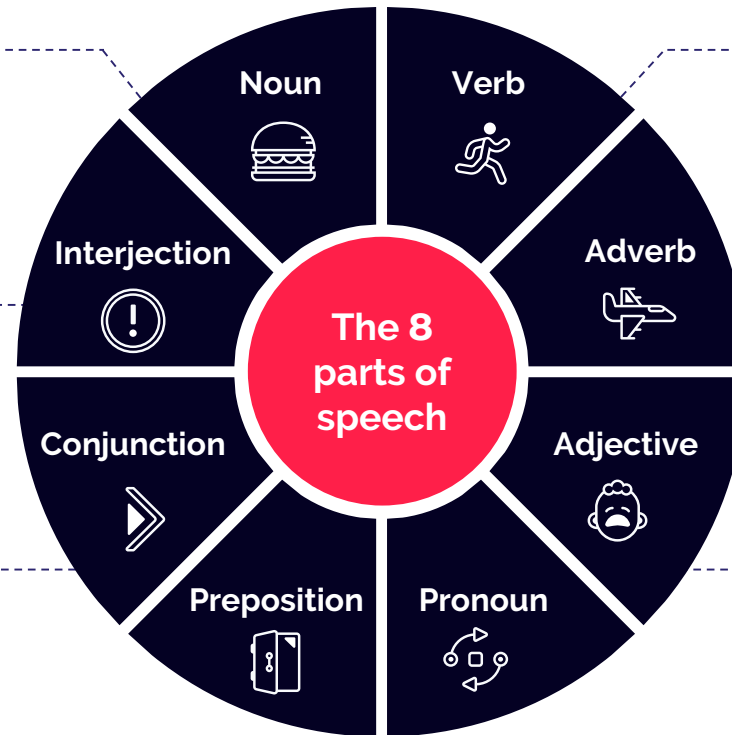 Noun
Verb
Interjection
Adverb
The 8
parts of
speech
Conjunction
Adjective
Preposition
Pronoun